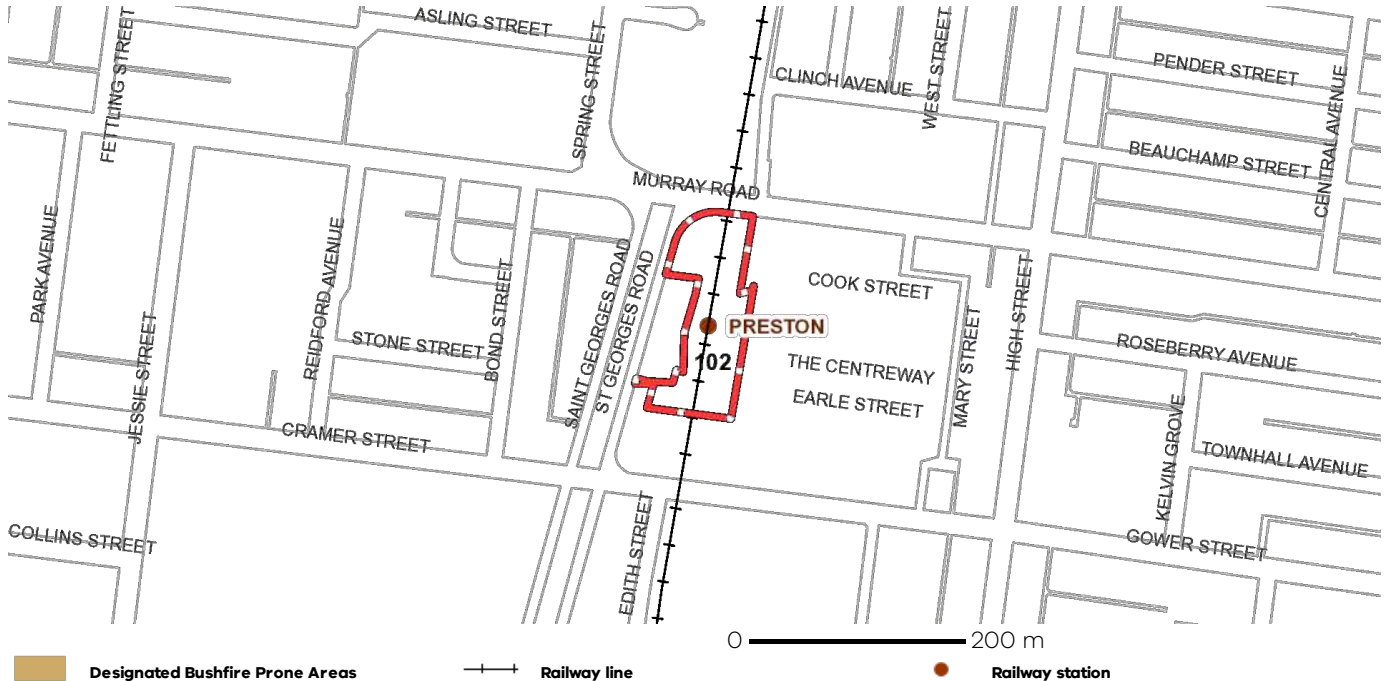 ASLING STREET
FETTLING STREET
SPRING STREET
CLINCH AVENUE
WEST STREET
PENDER STREET
CENTRAL AVENUE
BEAUCHAMP STREET
MURRAY ROAD
PARK AVENUE
REIDFORD AVENUE
SAINT GEORGES ROAD
ST GEORGES ROAD
COOK STREET
HIGH STREET
BOND STREET
JESSIE STREET
STONE STREET
PRESTON
102
THE CENTREWAY
MARY STREET
ROSEBERRY AVENUE
EARLE STREET
CRAMER STREET
KELVIN GROVE
TOWNHALL AVENUE
COLLINS STREET
EDITH STREET
GOWER STREET
0 200 m
Designated Bushfire Prone Areas
Railway line
Railway station